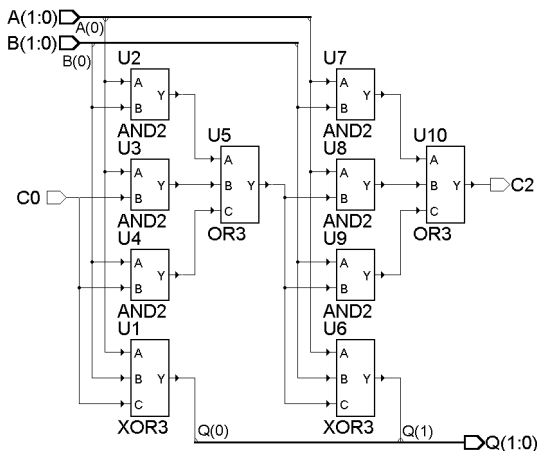 A(1:0)
A(0)
B(1:0)
B(0)
U2
A
Y
B
AND2
U3
A
Y
B
AND2
U4
A
Y
B
AND2
U1
A
B
Y
C
XOR3
U5
A
B
Y
C
OR3
U7
A
Y
B
AND2
U8
A
Y
B
AND2
U9
A
Y
B
AND2
U6
A
B
Y
C
XOR3
U10
A
B
Y
C
OR3
C0
C2
Q(0)
Q(1)
Q(1:0)